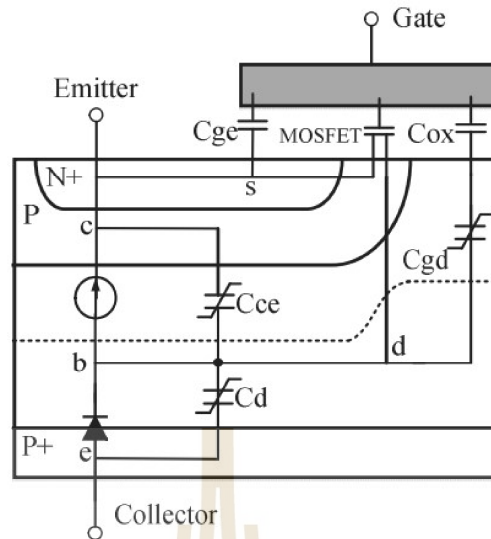 Gate
Emitter
Cge
MOSFET
Cox
N+
s
P
c
Cgd
Cce
b
d
Cd
P+
e
Collector